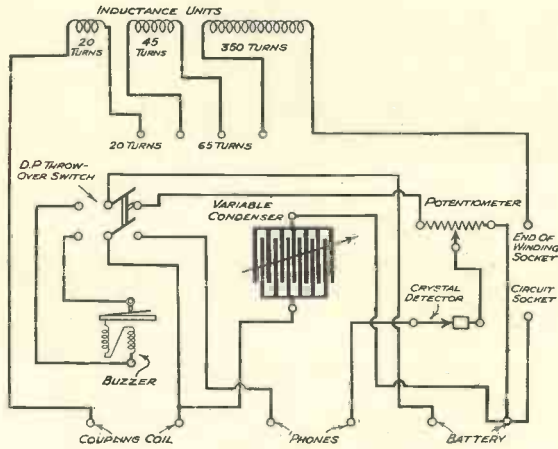 INDUCTANCE UNITS
20
TURNS
45
TURNS
350 TURNS
20 TURNS
65 TURNS
D.P. THROW-
OVER SWITCH
VARIABLE
CONDENSER
POTENTIOMETER
END OF
WINDING
SOCKET
CRYSTAL
DETECTOR
CIRCUIT
SOCKET
BUZZER
COUPLING COIL
PHONES
BATTERY